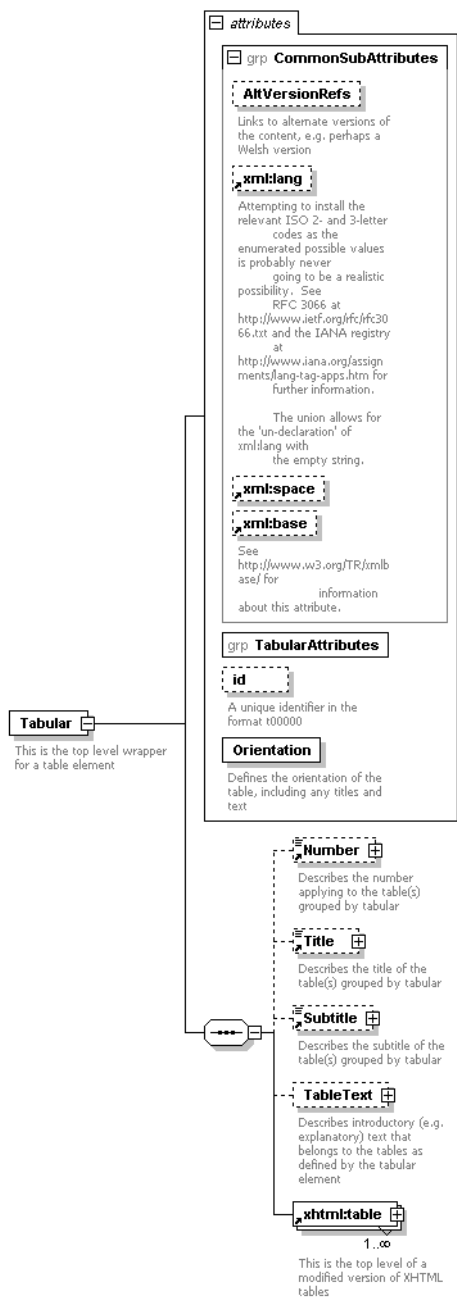 attributes
grp CommonSubAttributes
AltVersionRefs
Links to alternate versions of
the content, e.g. perhaps a
Welsh version
xml:lang
Attempting to install the
relevant ISO 2- and 3-letter
codes as the
enumerated possible values
is probably never
going to be a realistic
possibility. See
RFC 3066 at
http://www.ietf.org/rfc/rfc30
66.txt and the IANA registry
at
http://www.iana.org/assign
ments/lang-tag-apps.htm for
further information.
The union allows for
the 'un-declaration' of
xml:lang with
the empty string.
xml:space
xml:base
See
http://www.w3.org/TR/xmlb
ase/ for
information
about this attribute.
grp TabularAttributes
id
A unique identifier in the
format t00000
Orientation
Defines the orientation of the
table, including any titles and
text
Tabular
This is the top level wrapper
for a table element
Number
Describes the number
applying to the table(s)
grouped by tabular
Title
Describes the title of the
table(s) grouped by tabular
Subtitle
Describes the subtitle of the
table(s) grouped by tabular
TableText
Describes introductory (e.g.
explanatory) text that
belongs to the tables as
defined by the tabular
element
xhtml:table
1..∞
This is the top level of a
modified version of XHTML
tables